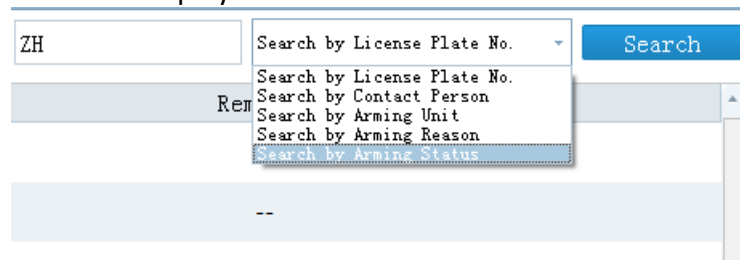 ZH
Search by License Plate No.
Search
Search by License Plate No.
Rem
Search by Contact Person
Search by Arming Unit
Search by Arming Reason
Search by Arming Status
--